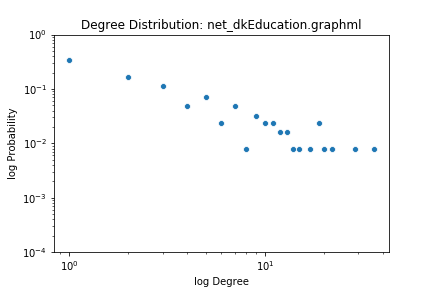 Degree Distribution: net_dkEducation.graphml
log Probability
10⁰
10⁻¹
10⁻²
10⁻³
10⁻⁴
10⁰
10¹
log Degree